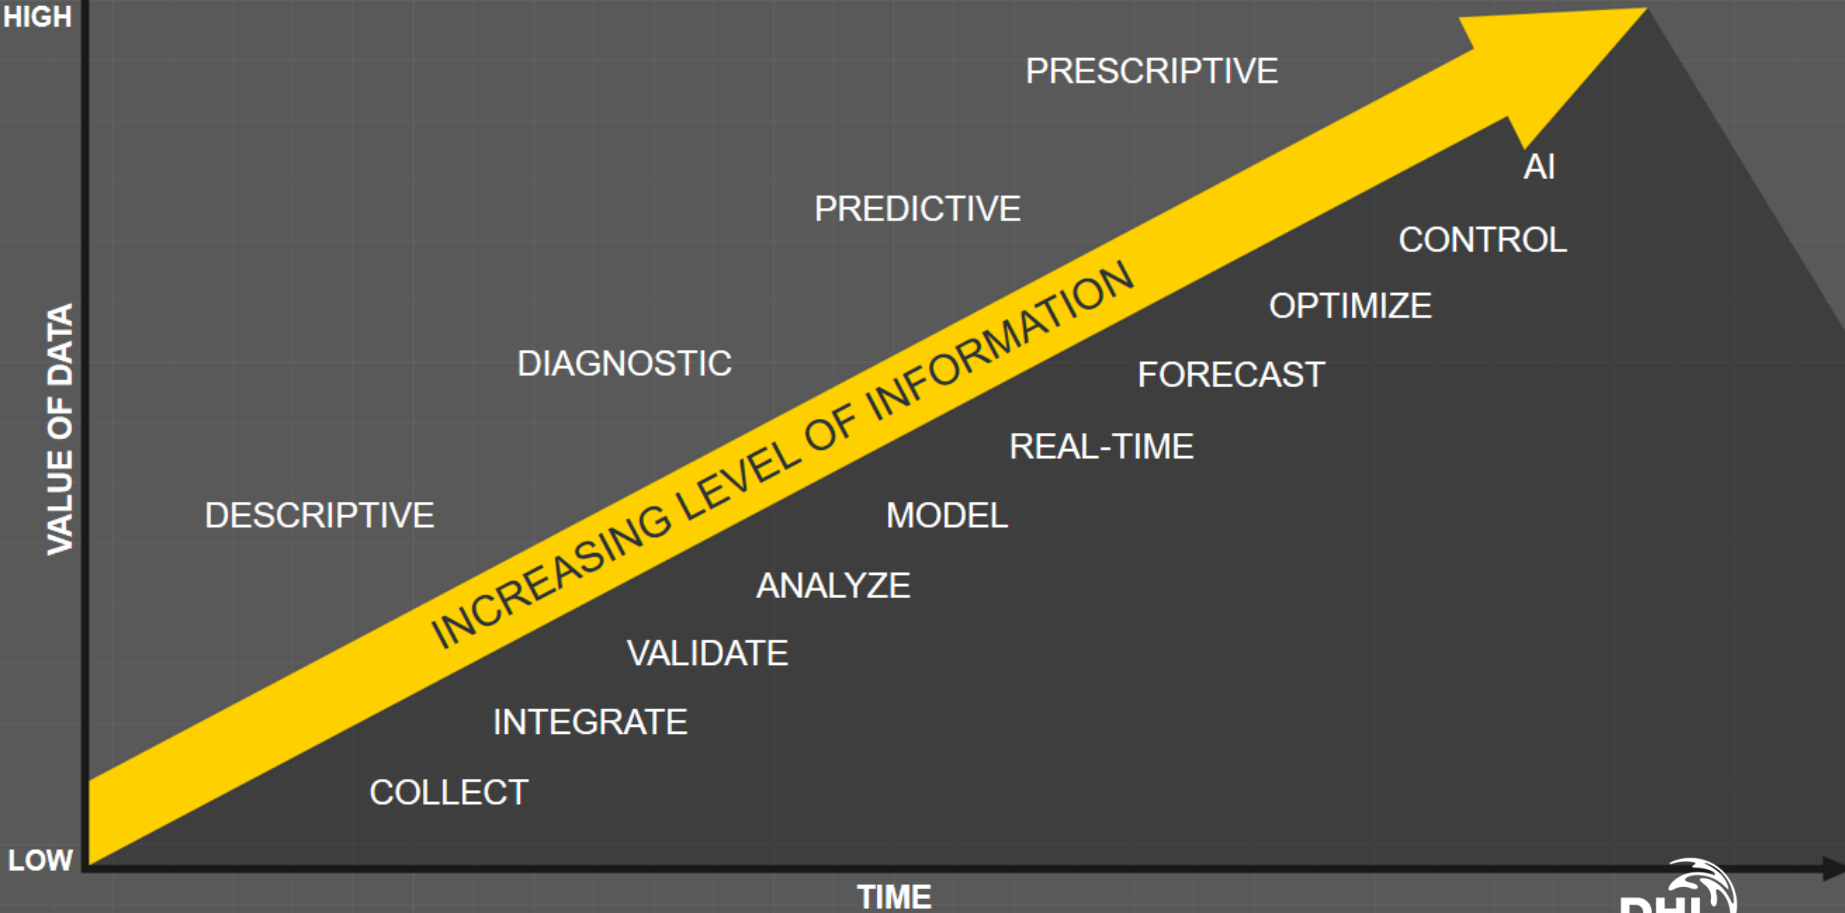 HIGH
PRESCRIPTIVE
AI
PREDICTIVE
CONTROL
OPTIMIZE
DIAGNOSTIC
FORECAST
INCREASING LEVEL OF INFORMATION
REAL-TIME
DESCRIPTIVE
MODEL
VALUE OF DATA
ANALYZE
VALIDATE
INTEGRATE
COLLECT
LOW
TIME
DHI